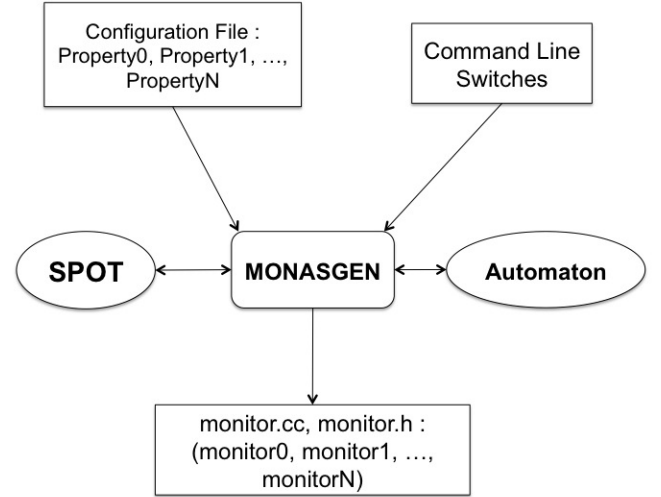 Configuration File :
Property0, Property1, …,
PropertyN
Command Line
Switches
SPOT
MONASGEN
Automaton
monitor.cc, monitor.h :
(monitor0, monitor1, …,
monitorN)